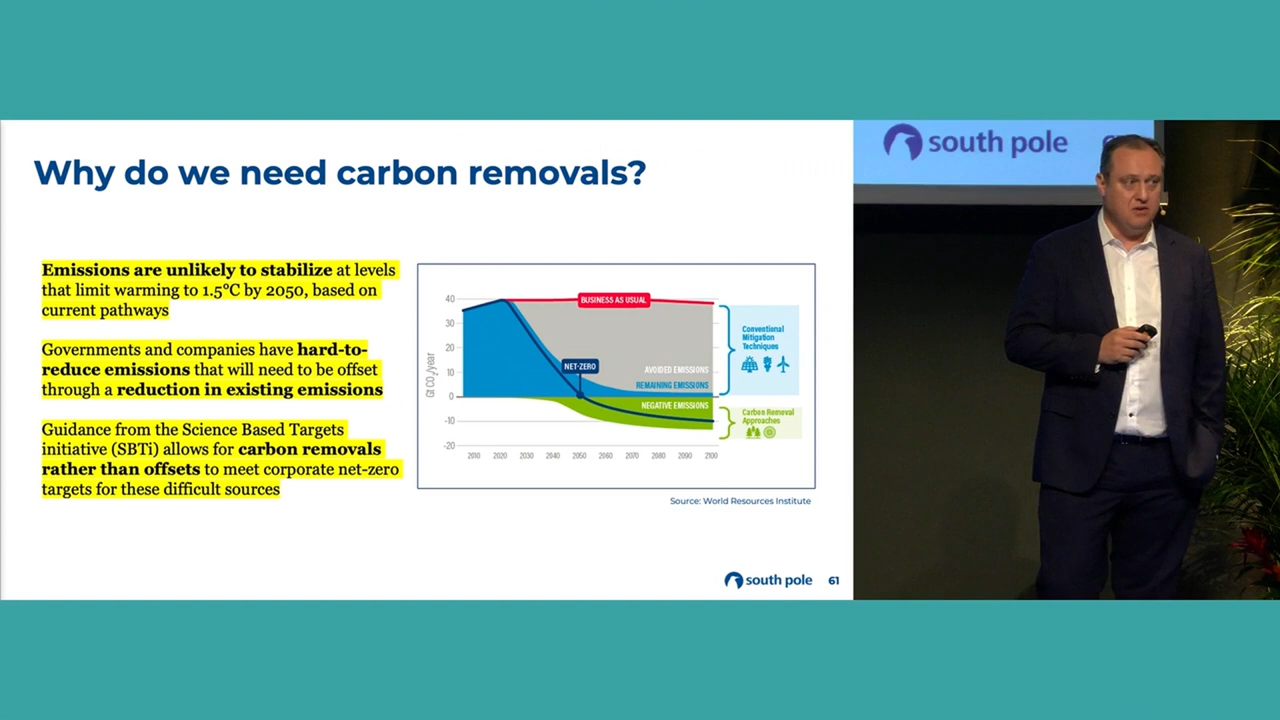 Why do we need carbon removals?
Emissions are unlikely to stabilize at levels
that limit warming to 1.5°C by 2050, based on
current pathways
Governments and companies have hard-to-
reduce emissions that will need to be offset
through a reduction in existing emissions
Guidance from the Science Based Targets
initiative (SBTi) allows for carbon removals
rather than offsets to meet corporate net-zero
targets for these difficult sources
Gt CO₂/year
40
30
20
10
0
-10
-20
2010 2020 2030 2040 2050 2060 2070 2080 2090 2100
BUSINESS AS USUAL
NET-ZERO
AVOIDED EMISSIONS
REMAINING EMISSIONS
NEGATIVE EMISSIONS
Conventional
Mitigation
Techniques
Carbon Removal
Approaches
Source: World Resources Institute
south pole 61
south pole